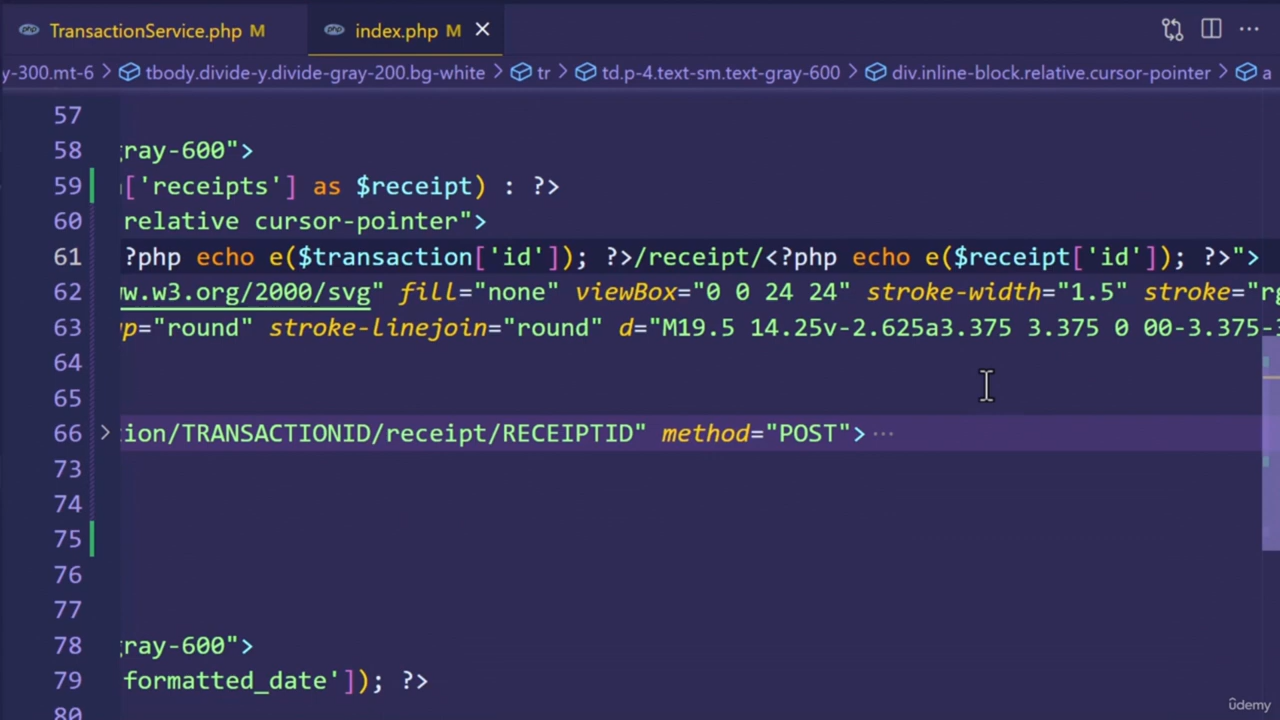 TransactionService.php M index.php M
y-300.mt-6 > tbody.divide-y.divide-gray-200.bg-white > tr > td.p-4.text-sm.text-gray-600 > div.inline-block.relative.cursor-pointer > a
57
58 gray-600">
59 ['receipts'] as $receipt) : ?>
60 relative cursor-pointer">
61 ?php echo e($transaction['id']); ?>/receipt/<?php echo e($receipt['id']); ?>">
62 w.w3.org/2000/svg" fill="none" viewBox="0 0 24 24" stroke-width="1.5" stroke="rg
63 p="round" stroke-linejoin="round" d="M19.5 14.25v-2.625a3.375 3.375 0 00-3.375-
64
65
66 > tion/TRANSACTIONID/receipt/RECEIPTID" method="POST"> ...
73
74
75
76
77
78 gray-600">
79 formatted_date']); ?>
80
ûdemy